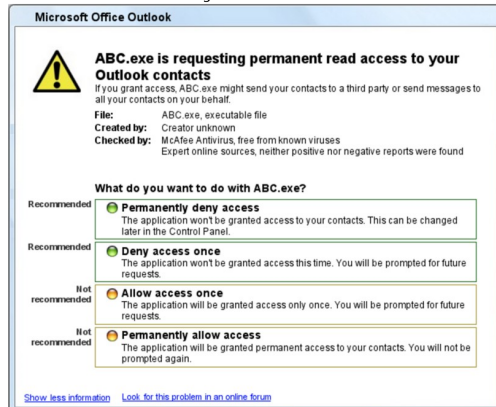 Microsoft Office Outlook
ABC.exe is requesting permanent read access to your
Outlook contacts
If you grant access, ABC.exe might send your contacts to a third party or send messages to
all your contacts on your behalf.
File: ABC.exe, executable file
Created by: Creator unknown
Checked by: McAfee Antivirus, free from known viruses
Expert online sources, neither positive nor negative reports were found
What do you want to do with ABC.exe?
Recommended Permanently deny access
The application won't be granted access to your contacts. This can be changed
later in the Control Panel.
Recommended Deny access once
The application won't be granted access this time. You will be prompted for future
requests.
Not recommended Allow access once
The application will be granted access only once. You will be prompted for future
requests.
Not recommended Permanently allow access
The application will be granted permanent access to your contacts. You will not be
prompted again.
Show less information Look for this problem in an online forum